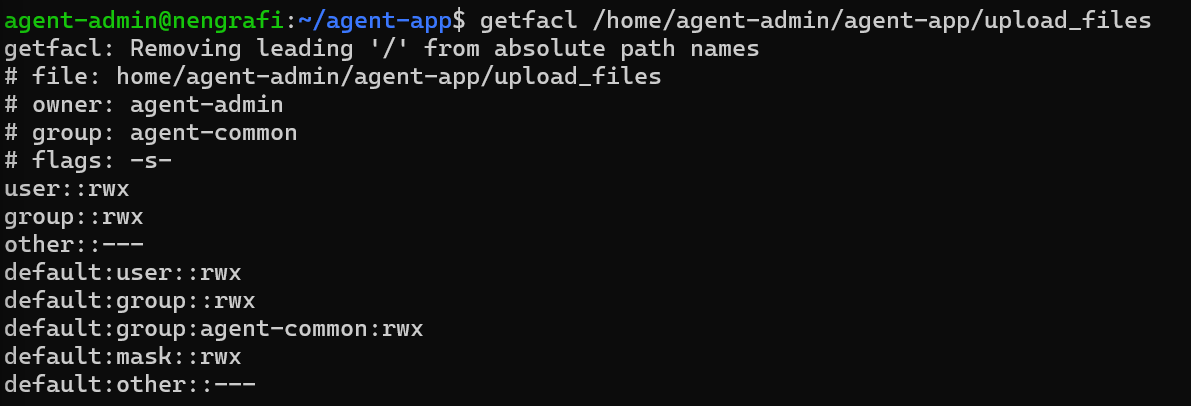 agent-admin@nengrafi:~/agent-app$ getfacl /home/agent-admin/agent-app/upload_files
getfacl: Removing leading '/' from absolute path names
# file: home/agent-admin/agent-app/upload_files
# owner: agent-admin
# group: agent-common
# flags: -s-
user::rwx
group::rwx
other::---
default:user::rwx
default:group::rwx
default:group:agent-common:rwx
default:mask::rwx
default:other::---